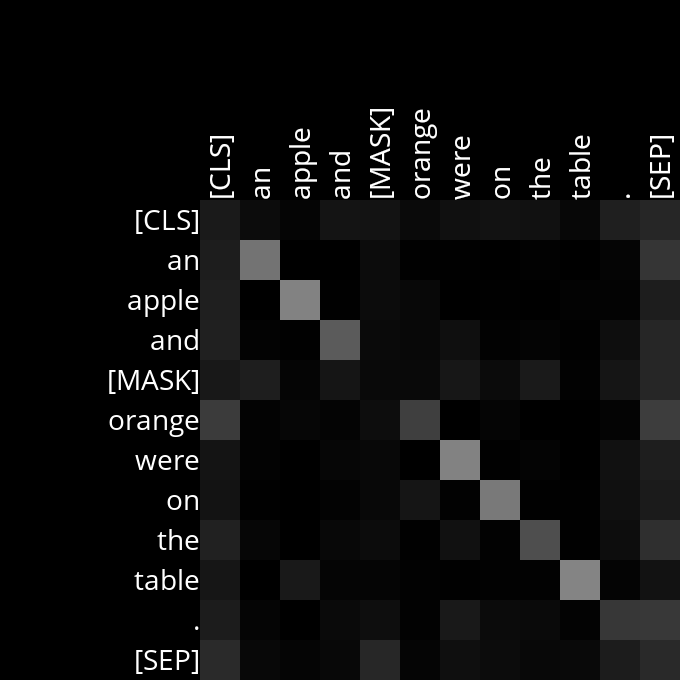 [CLS] an apple and [MASK] orange were on the table . [SEP]
[CLS]
an
apple
and
[MASK]
orange
were
on
the
table
.
[SEP]